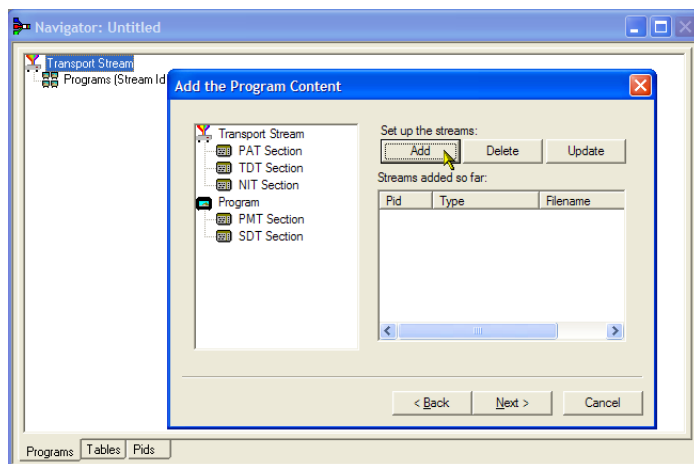 Navigator: Untitled
Transport Stream
Programs (Stream Id
Add the Program Content
Transport Stream
PAT Section
TDT Section
NIT Section
Program
PMT Section
SDT Section
Set up the streams:
Add Delete Update
Streams added so far:
Pid Type Filename
< Back Next > Cancel
Programs Tables Pids